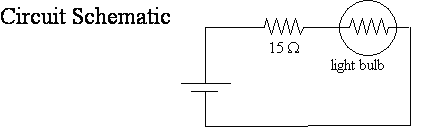 Circuit Schematic
15 Ω
light bulb